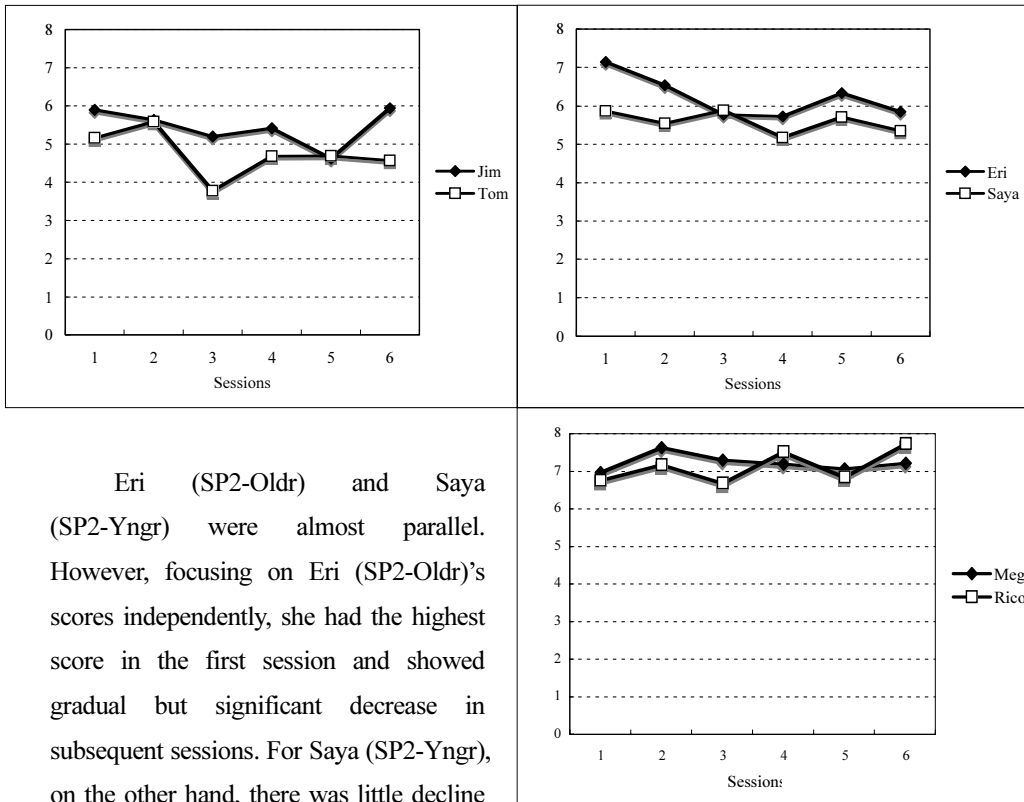 8
7
6
5
4
3
2
1
0
1 2 3 4 5 6
Sessions
Jim
Tom
8
7
6
5
4
3
2
1
0
1 2 3 4 5 6
Sessions
Eri
Saya
Eri (SP2-Oldr) and Saya
(SP2-Yngr) were almost parallel.
However, focusing on Eri (SP2-Oldr)’s
scores independently, she had the highest
score in the first session and showed
gradual but significant decrease in
subsequent sessions. For Saya (SP2-Yngr),
on the other hand, there was little decline
8
7
6
5
4
3
2
1
0
1 2 3 4 5 6
Sessions
Meg
Rico